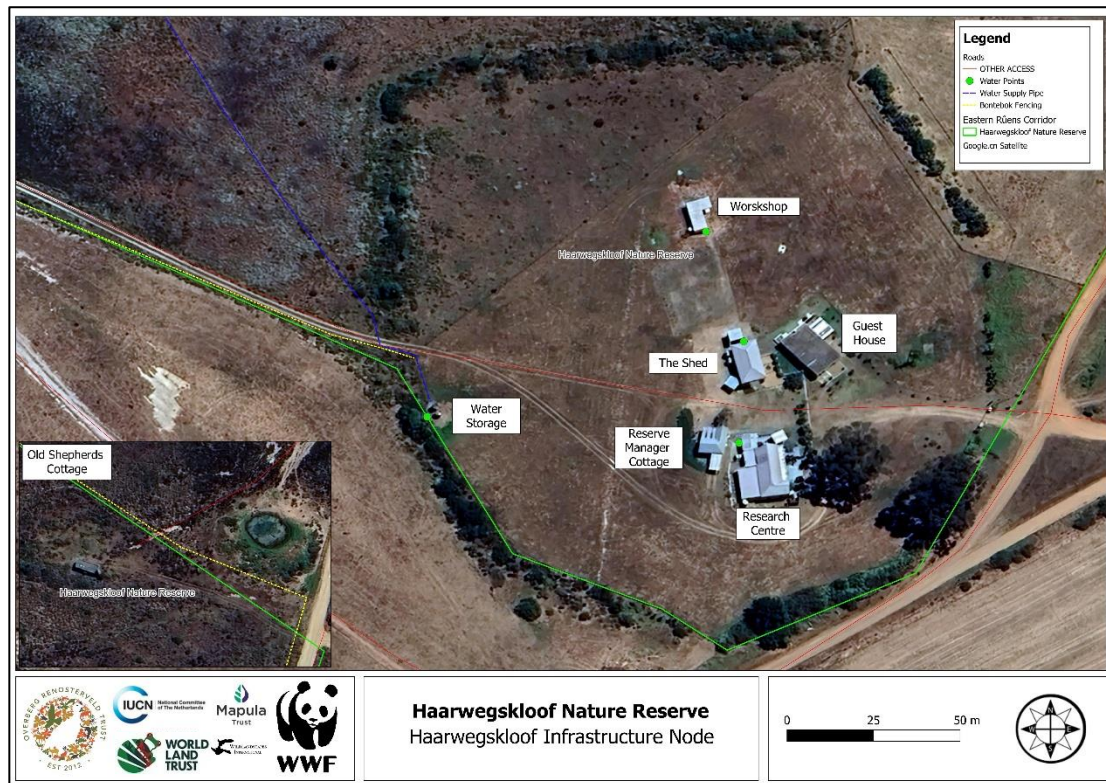 Legend
Roads
OTHER ACCESS
Water Points
Water Supply Pipe
Bontebok Fencing
Eastern Rûens Corridor
Haarwegskloof Nature Reserve
Google.cn Satellite
Worskshop
Haarwegskloof Nature Reserve
Guest
House
The Shed
Water
Storage
Reserve
Manager
Cottage
Research
Centre
Old Shepherds
Cottage
Haarwegskloof Nature Reserve
OVERBERG RENOSTERVELD TRUST
EST 2012
IUCN
National Committee
of The Netherlands
Mapula
Trust
WORLD
LAND
TRUST
WWF
Haarwegskloof Nature Reserve
Haarwegskloof Infrastructure Node
0 25 50 m
N
E
S
W